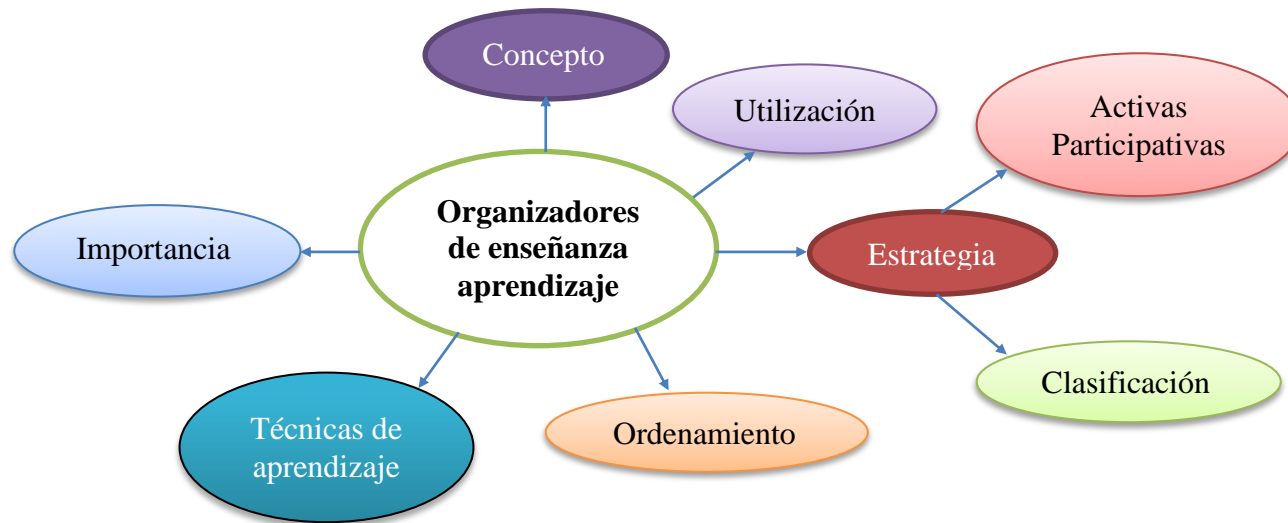 Concepto
Utilización
Activas
Participativas
Organizadores
de enseñanza
aprendizaje
Importancia
Estrategia
Clasificación
Técnicas de
aprendizaje
Ordenamiento